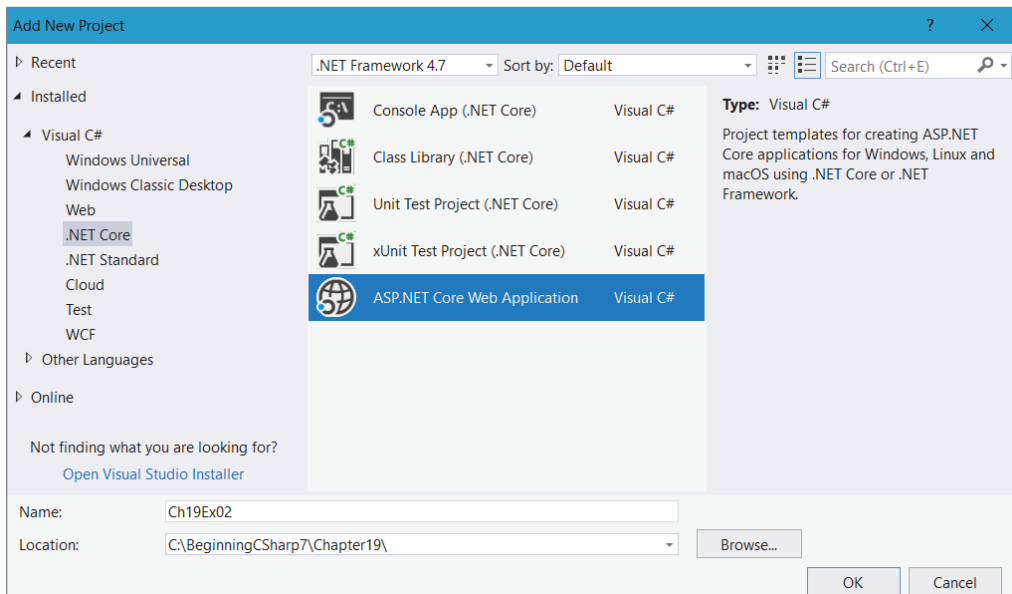 Add New Project ?
Recent
.NET Framework 4.7 Sort by: Default Search (Ctrl+E)
Installed
Visual C#
Windows Universal
Windows Classic Desktop
Web
.NET Core
.NET Standard
Cloud
Test
WCF
Other Languages
Online
Not finding what you are looking for?
Open Visual Studio Installer
Console App (.NET Core) Visual C#
Class Library (.NET Core) Visual C#
Unit Test Project (.NET Core) Visual C#
xUnit Test Project (.NET Core) Visual C#
ASP.NET Core Web Application Visual C#
Type: Visual C#
Project templates for creating ASP.NET
Core applications for Windows, Linux and
macOS using .NET Core or .NET
Framework.
Name: Ch19Ex02
Location: C:\BeginningCSharp7\Chapter19\ Browse...
OK Cancel